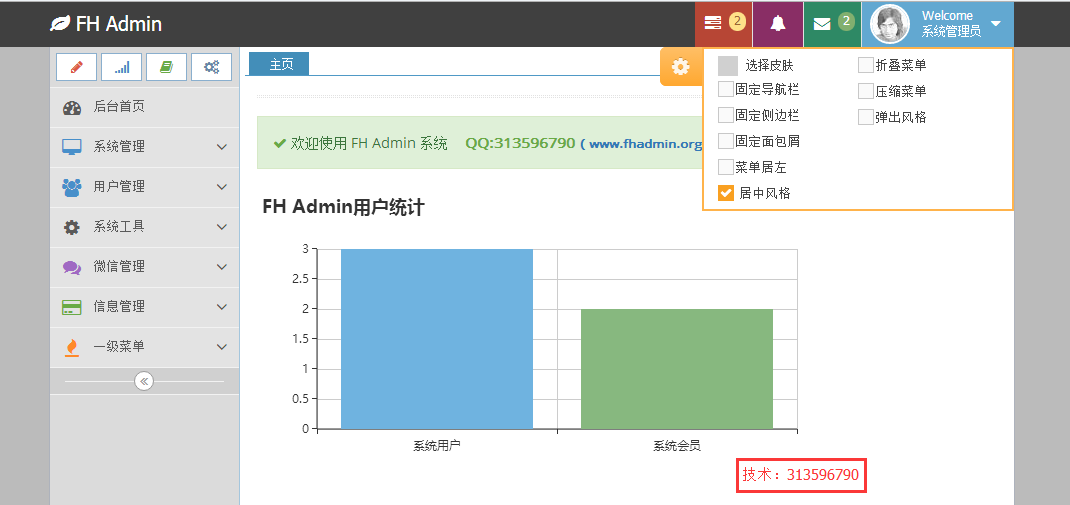 FH Admin
2
2
Welcome
系统管理员
后台首页
系统管理
用户管理
系统工具
微信管理
信息管理
一级菜单
主页
选择皮肤
固定导航栏
固定侧边栏
固定面包屑
菜单居左
居中风格
折叠菜单
压缩菜单
弹出风格
欢迎使用 FH Admin 系统 QQ:313596790 ( www.fhadmin.org
FH Admin用户统计
3
2.5
2
1.5
1
0.5
0
系统用户
系统会员
技术：313596790